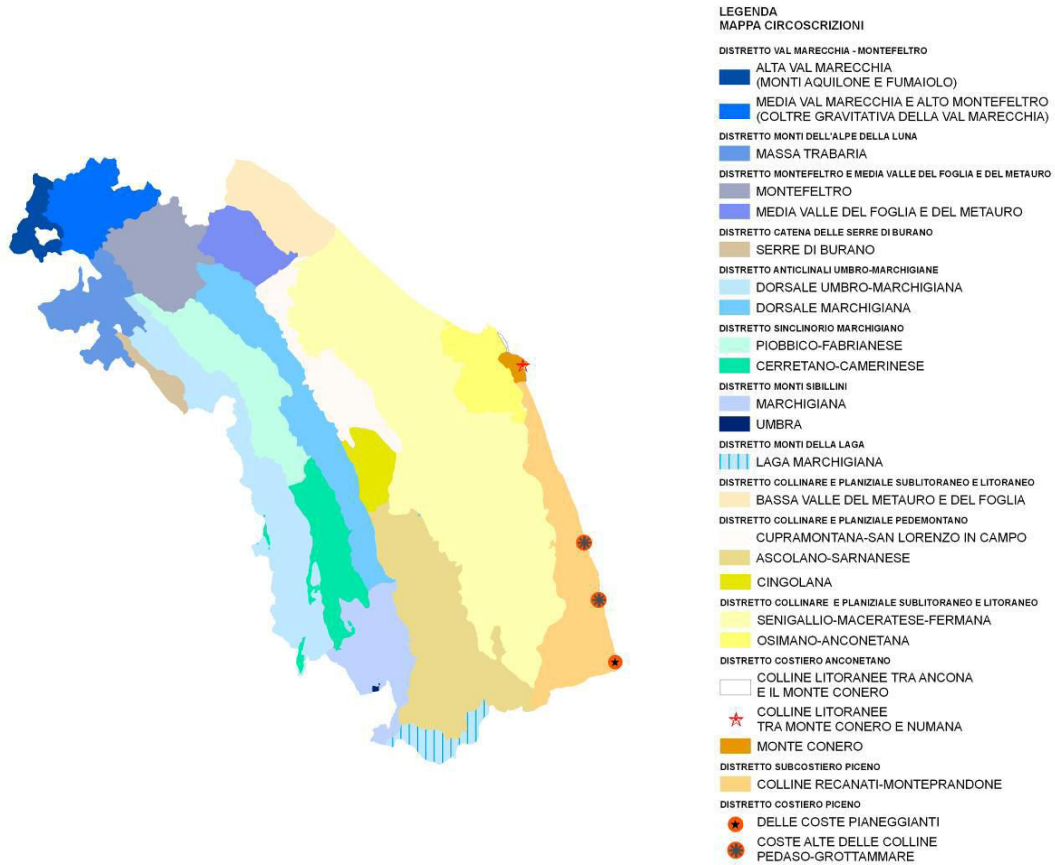 LEGENDA
MAPPA CIRCOSCRIZIONI
DISTRETTO VAL MARECCHIA - MONTEFELTRO
ALTA VAL MARECCHIA
(MONTI AQUILONE E FUMAIOLO)
MEDIA VAL MARECCHIA E ALTO MONTEFELTRO
(COLTRE GRAVITATIVA DELLA VAL MARECCHIA)
DISTRETTO MONTI DELL'ALPE DELLA LUNA
MASSA TRABARIA
DISTRETTO MONTEFELTRO E MEDIA VALLE DEL FOGLIA E DEL METAURO
MONTEFELTRO
MEDIA VALLE DEL FOGLIA E DEL METAURO
DISTRETTO CATENA DELLE SERRE DI BURANO
SERRE DI BURANO
DISTRETTO ANTICLINALI UMBRO-MARCHIGIANE
DORSALE UMBRO-MARCHIGIANA
DORSALE MARCHIGIANA
DISTRETTO SINCLINORIO MARCHIGIANO
PIOBBICO-FABRIANESE
CERRETANO-CAMERINESE
DISTRETTO MONTI SIBILLINI
MARCHIGIANA
UMBRA
DISTRETTO MONTI DELLA LAGA
LAGA MARCHIGIANA
DISTRETTO COLLINARE E PLANIZIALE SUBLITORANEO E LITORANEO
BASSA VALLE DEL METAURO E DEL FOGLIA
DISTRETTO COLLINARE E PLANIZIALE PEDEMONTANO
CUPRAMONTANA-SAN LORENZO IN CAMPO
ASCOLANO-SARNANESE
CINGOLANA
DISTRETTO COLLINARE E PLANIZIALE SUBLITORANEO E LITORANEO
SENIGALLIO-MACERATESE-FERMANA
OSIMANO-ANCONETANA
DISTRETTO COSTIERO ANCONETANO
COLLINE LITORANEE TRA ANCONA
E IL MONTE CONERO
COLLINE LITORANEE
TRA MONTE CONERO E NUMANA
MONTE CONERO
DISTRETTO SUBCOSTIERO PICENO
COLLINE RECANATI-MONTEPRANDONE
DISTRETTO COSTIERO PICENO
DELLE COSTE PIANEGGIANTI
COSTE ALTE DELLE COLLINE
PEDASO-GROTTAMMARE